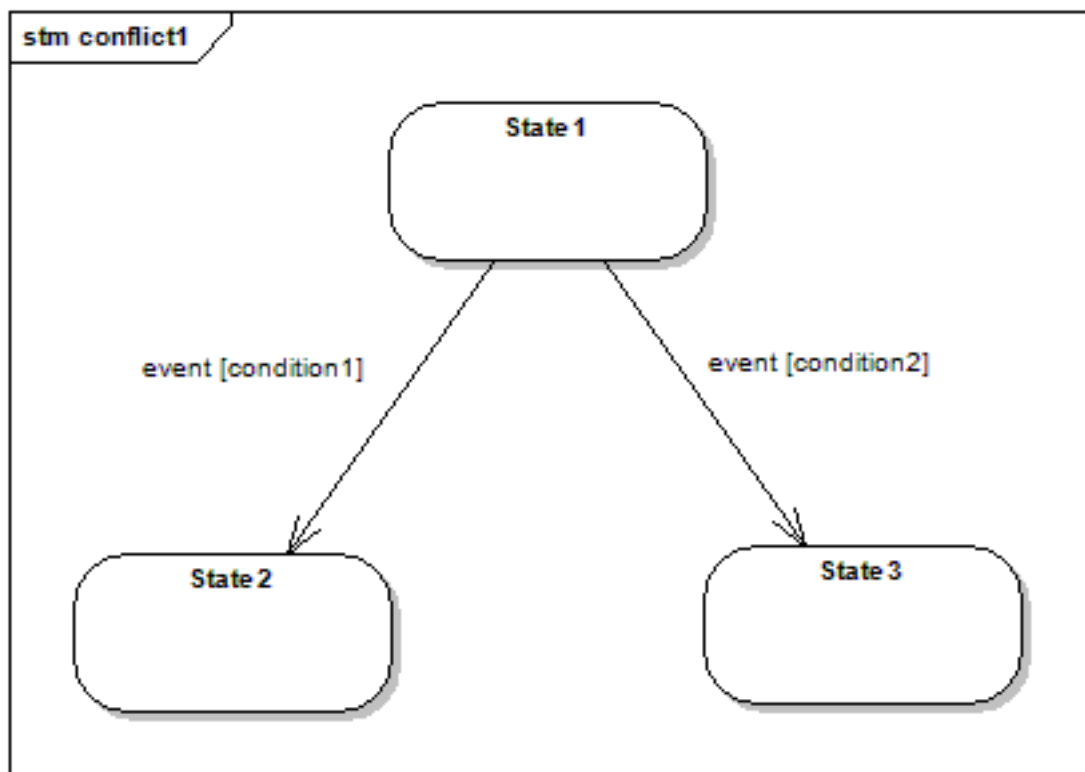 stm conflict1
State 1
event [condition1]
event [condition2]
State 2
State 3